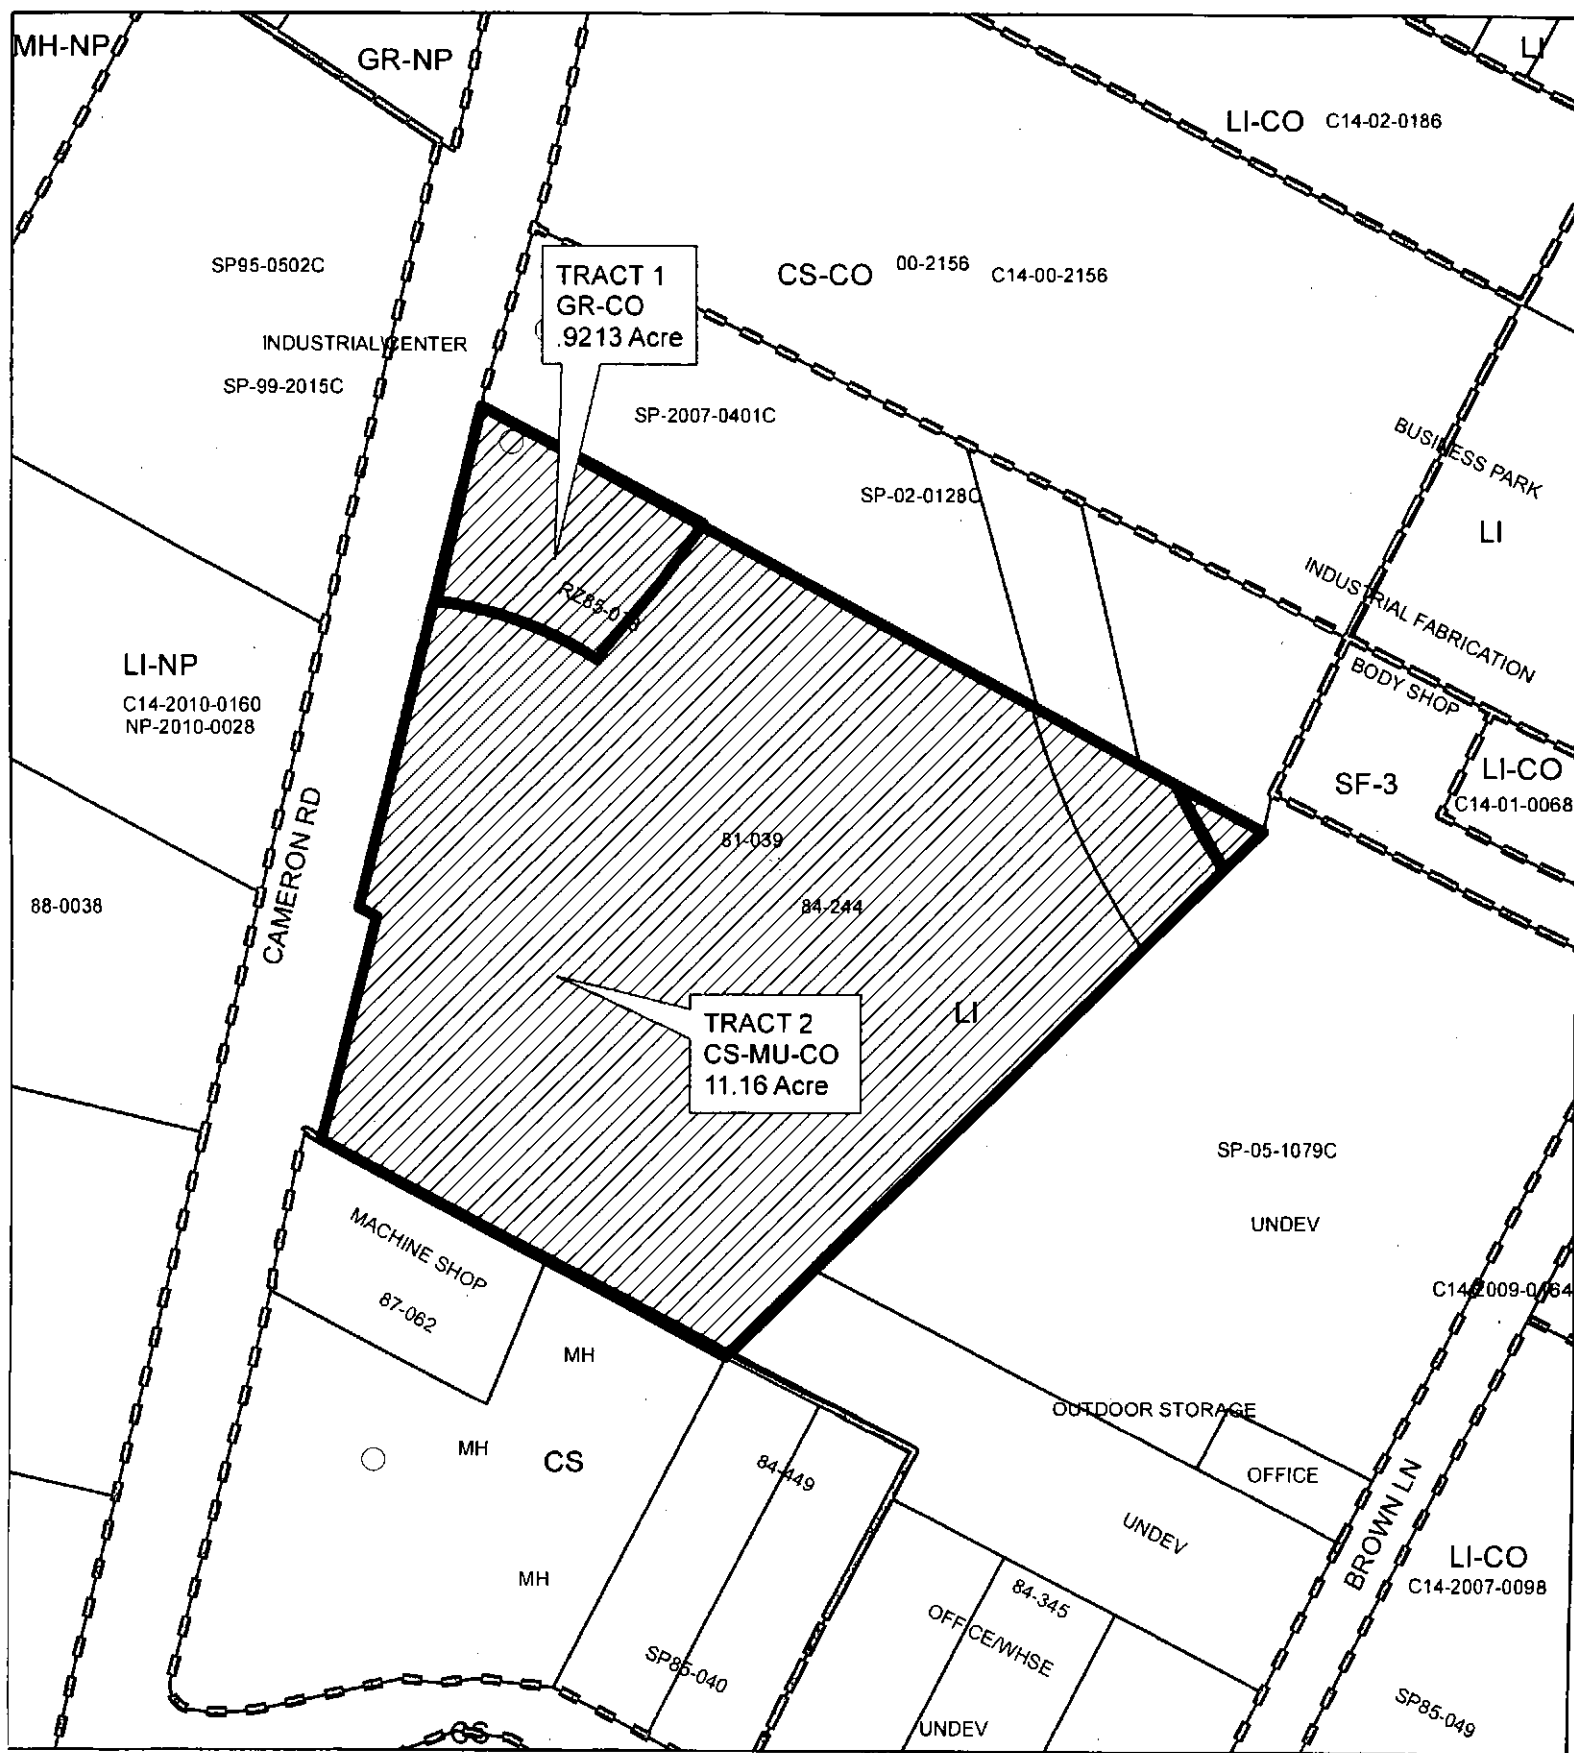 MH-NP
GR-NP
LI
LI-CO C14-02-0186
SP95-0502C
TRACT 1
GR-CO
.9213 Acre
CS-CO 00-2156 C14-00-2156
INDUSTRIAL CENTER
SP-99-2015C
SP-2007-0401C
BUSINESS PARK
SP-02-0128C
LI
INDUSTRIAL FABRICATION
BODY SHOP
LI-NP
C14-2010-0160
NP-2010-0028
SF-3
LI-CO
C14-01-0068
CAMERON RD
81-039
84-244
88-0038
LI
TRACT 2
CS-MU-CO
11.16 Acre
SP-05-1079C
UNDEV
MACHINE SHOP
87-062
MH
OUTDOOR STORAGE
OFFICE
MH
CS
84-449
UNDEV
BROWN LN
LI-CO
C14-2007-0098
MH
84-345
OFFICE/WHSE
SP85-040
SP85-049
UNDEV
CS